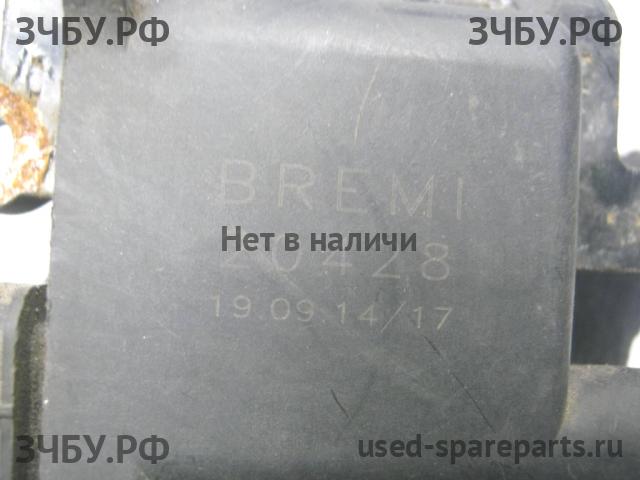 ЗЧБУ.РФ ЗЧБУ.РФ
BREMI
Нет в наличи
20428
19.09.14/17
ЗЧБУ.РФ used-spareparts.ru